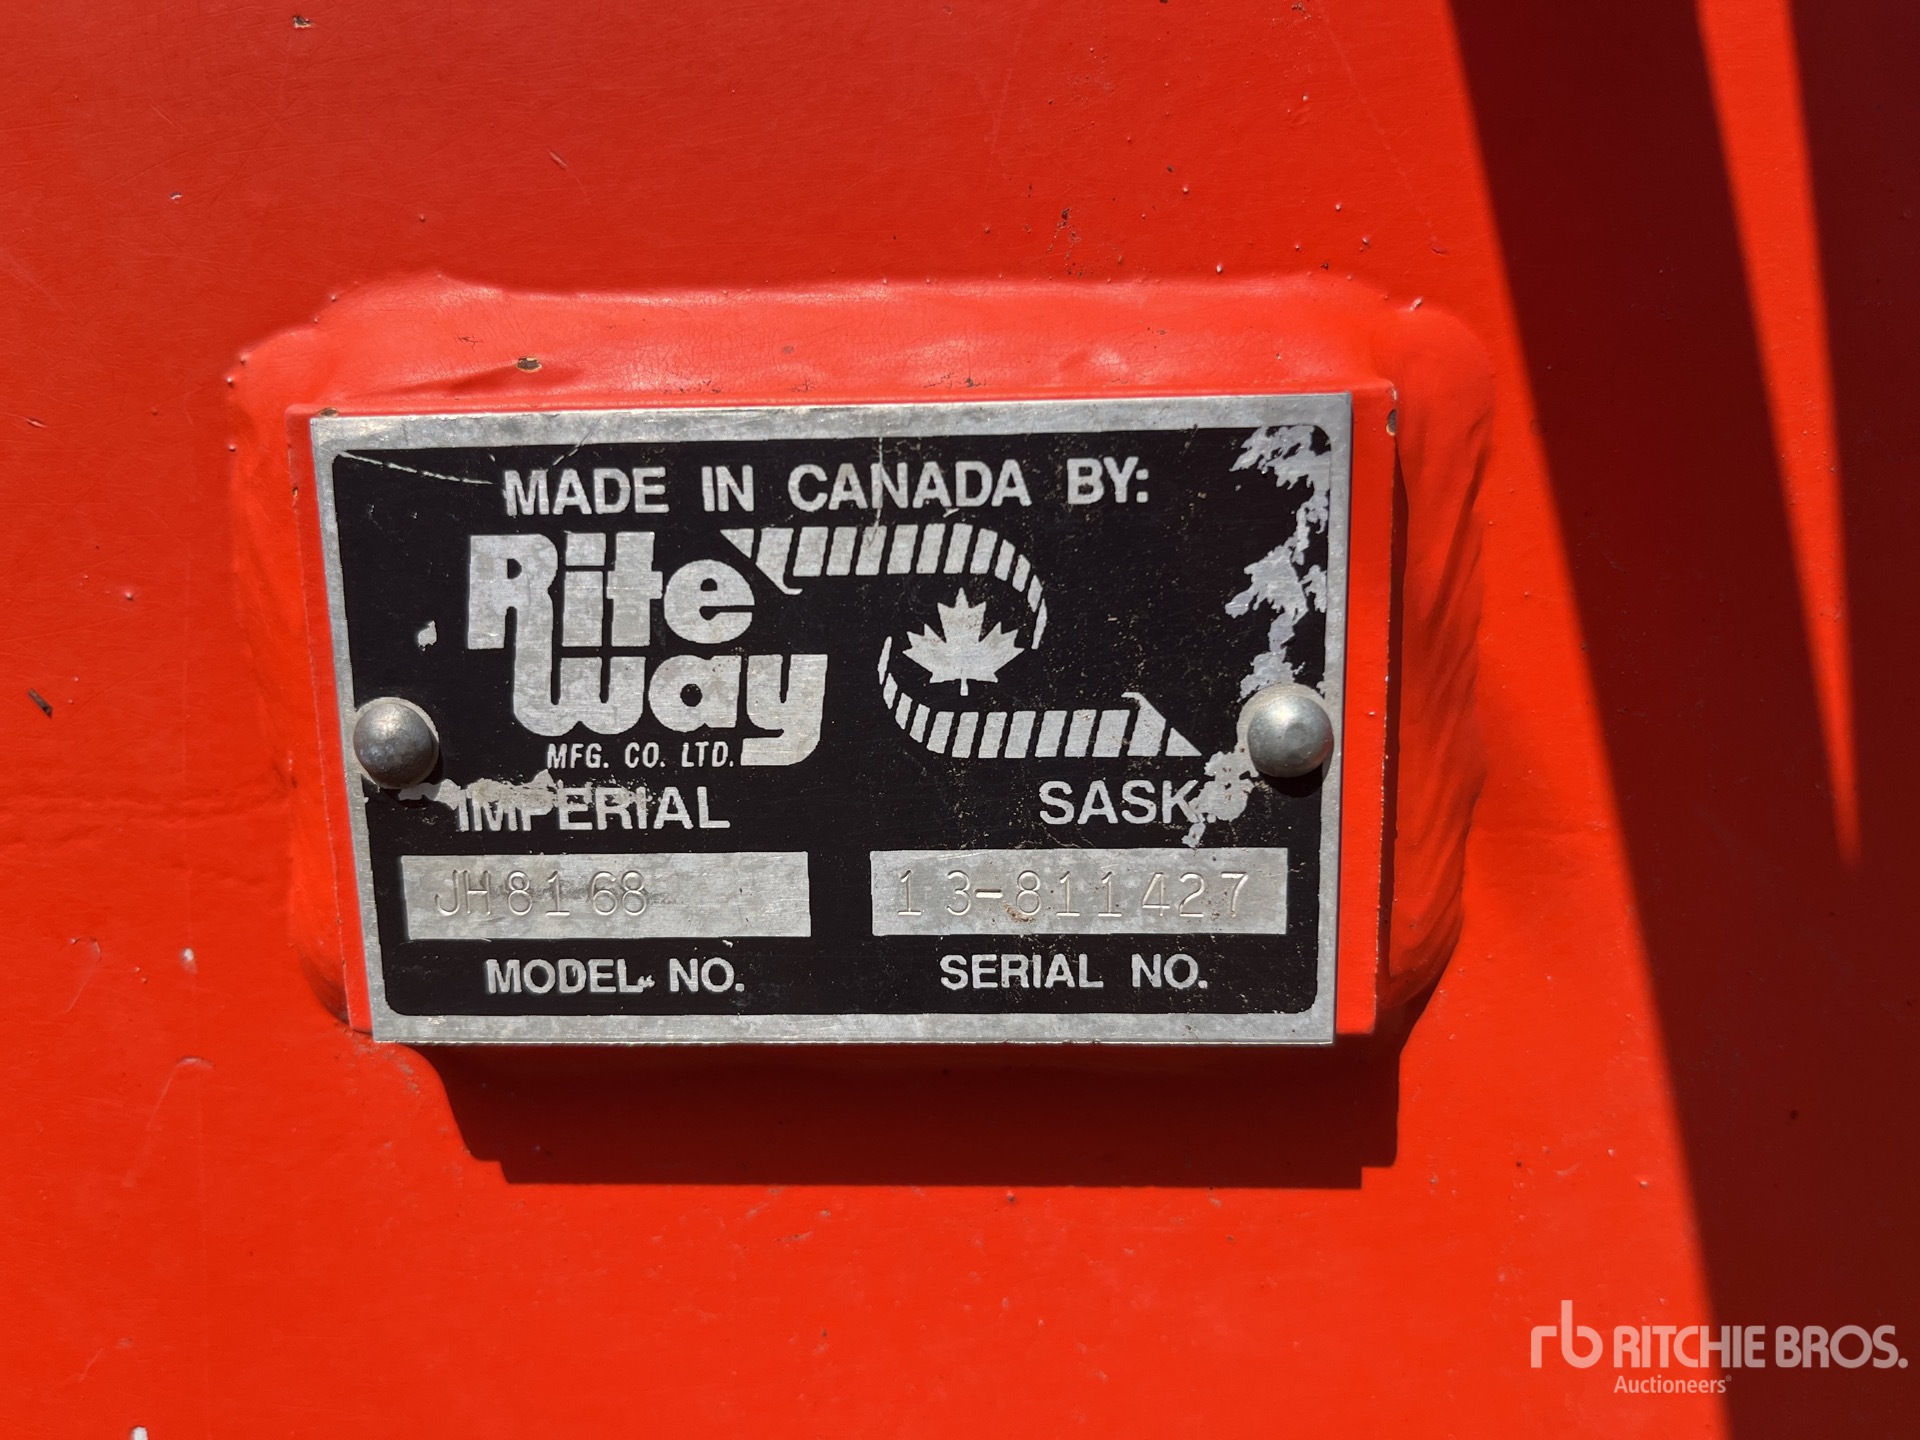 MADE IN CANADA BY:
Rite
Way
MFG. CO. LTD.
IMPERIAL SASK.
JH8168 13-811427
MODEL NO. SERIAL NO.
rb RITCHIE BROS.
Auctioneers®